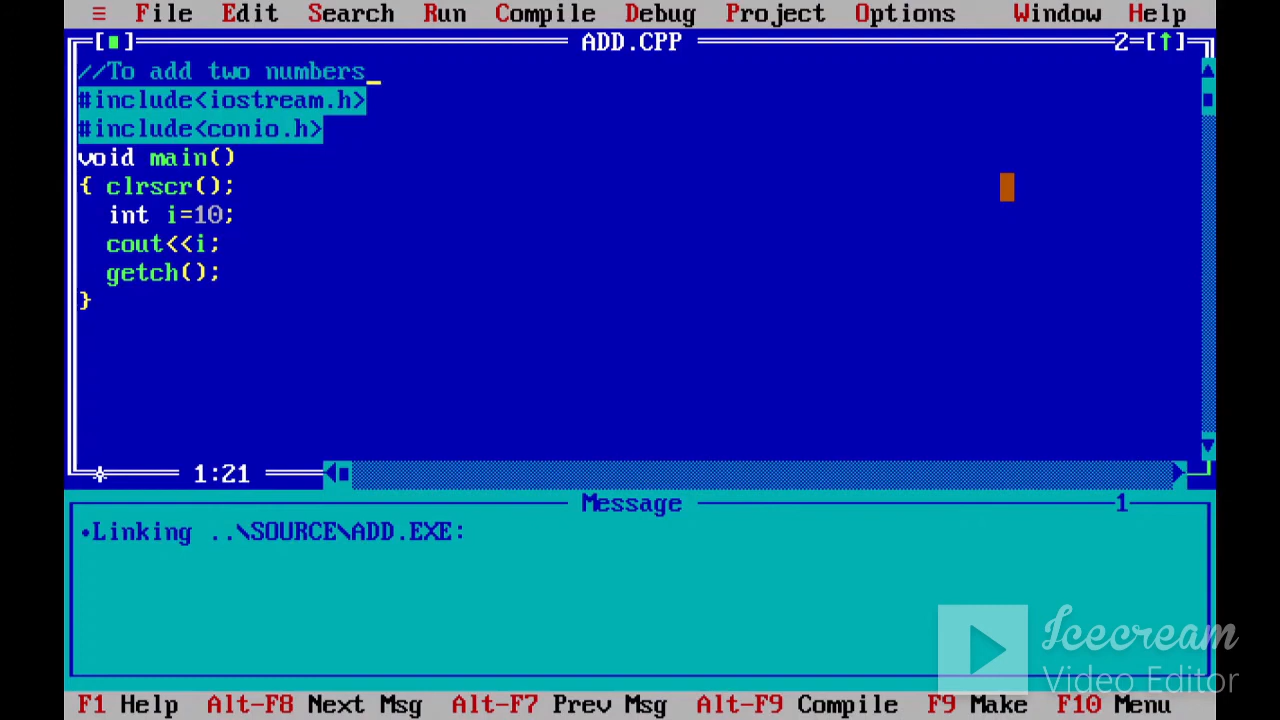 ≡ File Edit Search Run Compile Debug Project Options Window Help
[■] ADD.CPP 2=[↑]
//To add two numbers_
#include<iostream.h>
#include<conio.h>
void main()
{ clrscr();
int i=10;
cout<<i;
getch();
}
1:21
Message 1
•Linking ..\SOURCE\ADD.EXE:
Icecream
Video Editor
F1 Help Alt-F8 Next Msg Alt-F7 Prev Msg Alt-F9 Compile F9 Make F10 Menu